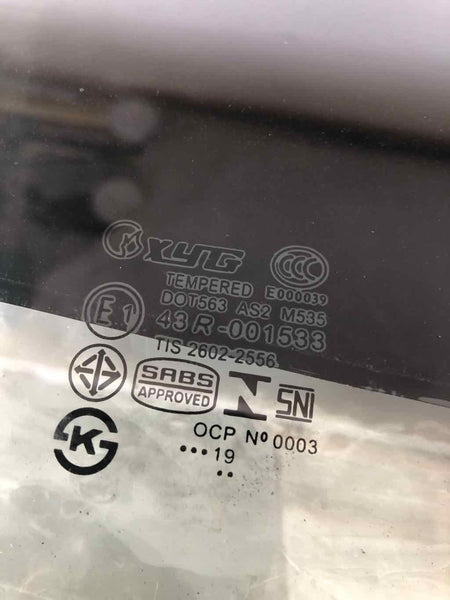 XYG
CCC
TEMPERED E000039
DOT563 AS2 M535
E1 43R-001533
TIS 2602-2556
SABS
APPROVED
SNI
K
OCP Nº 0003
•••19
••